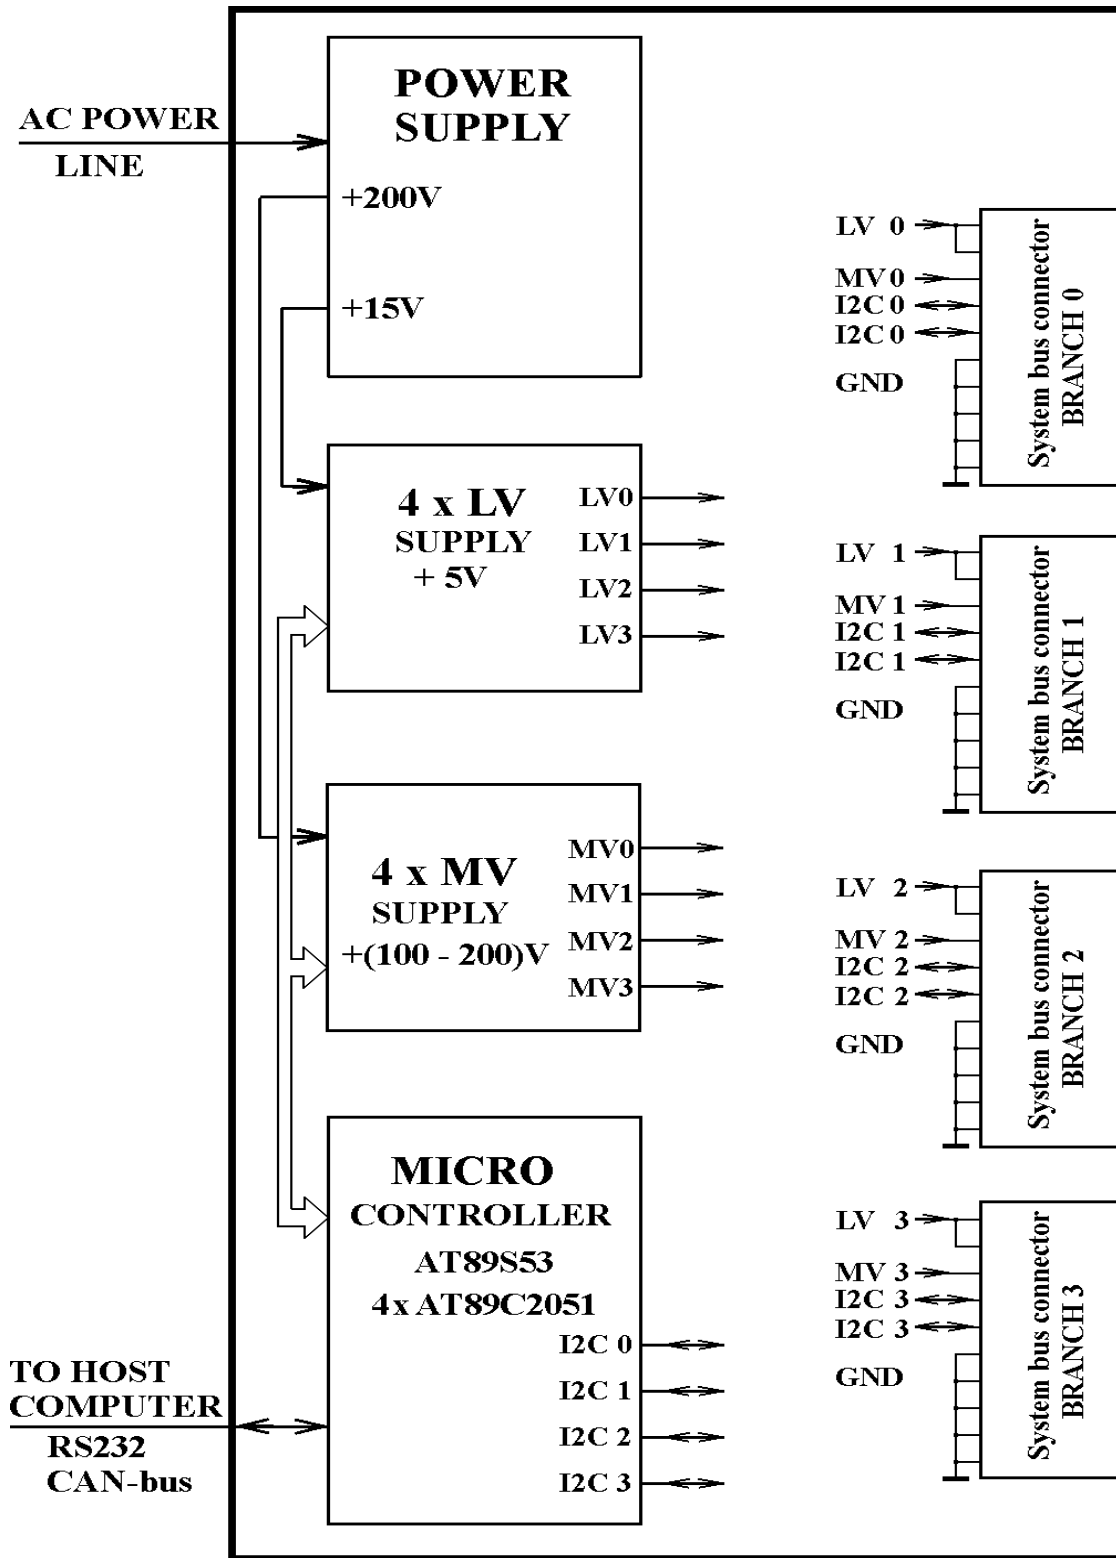 POWER
SUPPLY
AC POWER
LINE
+200V
+15V
4 x LV
SUPPLY
+ 5V
LV0
LV1
LV2
LV3
4 x MV
SUPPLY
+(100 - 200)V
MV0
MV1
MV2
MV3
MICRO
CONTROLLER
AT89S53
4x AT89C2051
I2C 0
I2C 1
I2C 2
I2C 3
TO HOST
COMPUTER
RS232
CAN-bus
LV 0
MV 0
I2C 0
I2C 0
GND
System bus connector
BRANCH 0
LV 1
MV 1
I2C 1
I2C 1
GND
System bus connector
BRANCH 1
LV 2
MV 2
I2C 2
I2C 2
GND
System bus connector
BRANCH 2
LV 3
MV 3
I2C 3
I2C 3
GND
System bus connector
BRANCH 3